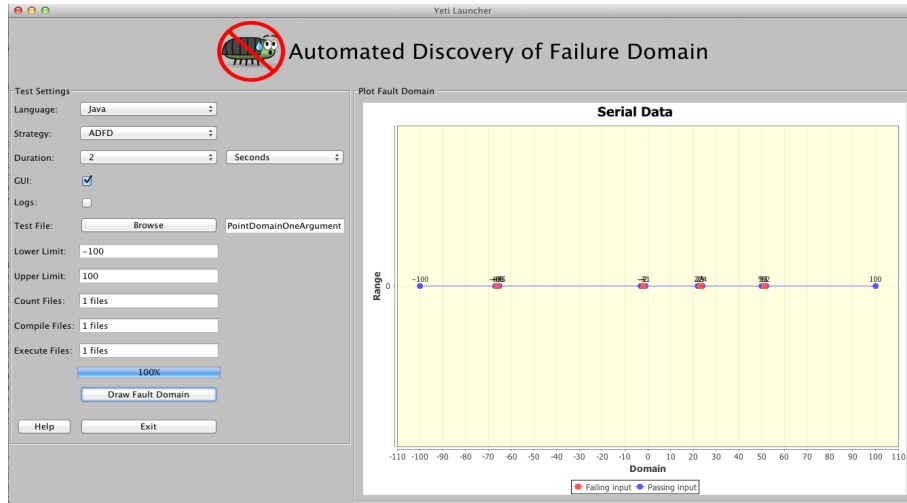 Yeti Launcher
Automated Discovery of Failure Domain
Test Settings
Language: Java
Strategy: ADFD
Duration: 2 Seconds
GUI:
Logs:
Test File: Browse PointDomainOneArgument
Lower Limit: -100
Upper Limit: 100
Count Files: 1 files
Compile Files: 1 files
Execute Files: 1 files
100%
Draw Fault Domain
Help Exit
Plot Fault Domain
Serial Data
Range
0
-100 100
-110 -100 -90 -80 -70 -60 -50 -40 -30 -20 -10 0 10 20 30 40 50 60 70 80 90 100 110
Domain
Failing input Passing input